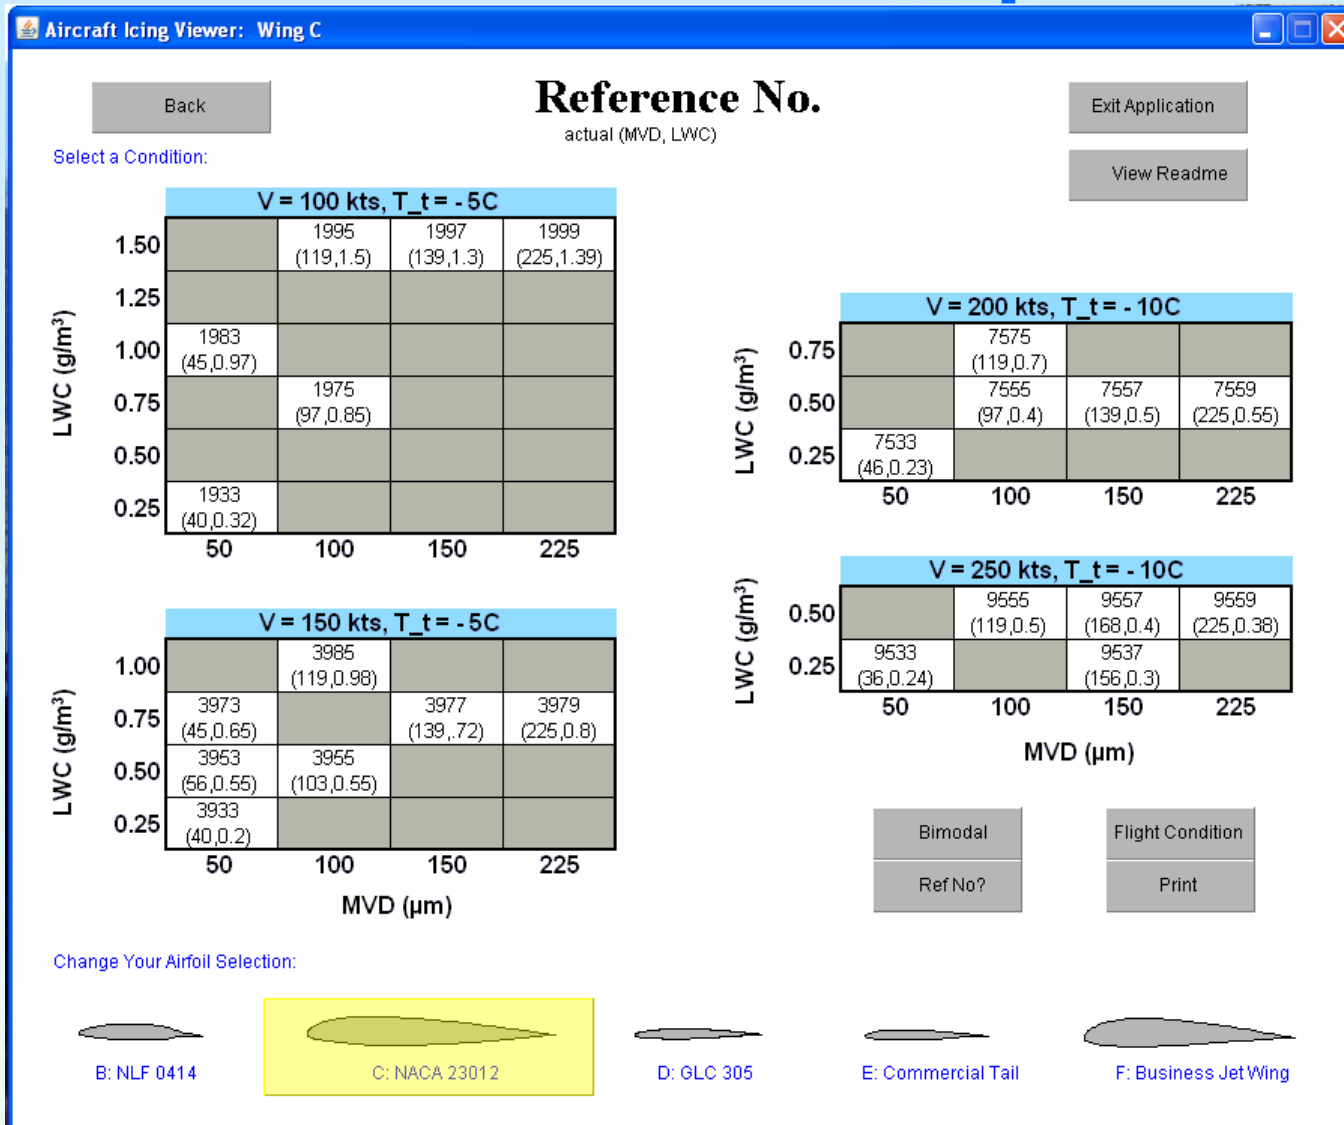 Aircraft Icing Viewer: Wing C
Back
Reference No.
actual (MVD, LWC)
Exit Application
View Readme
Select a Condition:
V = 100 kts, T_t = - 5C
LWC (g/m³)
1.50
1995 1997 1999
(119,1.5) (139,1.3) (225,1.39)
1.25
1.00
1983
(45,0.97)
0.75
1975
(97,0.85)
0.50
0.25
1933
(40,0.32)
50 100 150 225
V = 150 kts, T_t = - 5C
LWC (g/m³)
1.00
3985
(119,0.98)
0.75
3973 3977 3979
(45,0.65) (139,.72) (225,0.8)
0.50
3953 3955
(56,0.55) (103,0.55)
0.25
3933
(40,0.2)
50 100 150 225
MVD (µm)
V = 200 kts, T_t = - 10C
LWC (g/m³)
0.75
7575
(119,0.7)
0.50
7555 7557 7559
(97,0.4) (139,0.5) (225,0.55)
0.25
7533
(46,0.23)
50 100 150 225
V = 250 kts, T_t = - 10C
LWC (g/m³)
0.50
9555 9557 9559
(119,0.5) (168,0.4) (225,0.38)
0.25
9533 9537
(36,0.24) (156,0.3)
50 100 150 225
MVD (µm)
Bimodal
Flight Condition
Ref No?
Print
Change Your Airfoil Selection:
B: NLF 0414
C: NACA 23012
D: GLC 305
E: Commercial Tail
F: Business Jet Wing